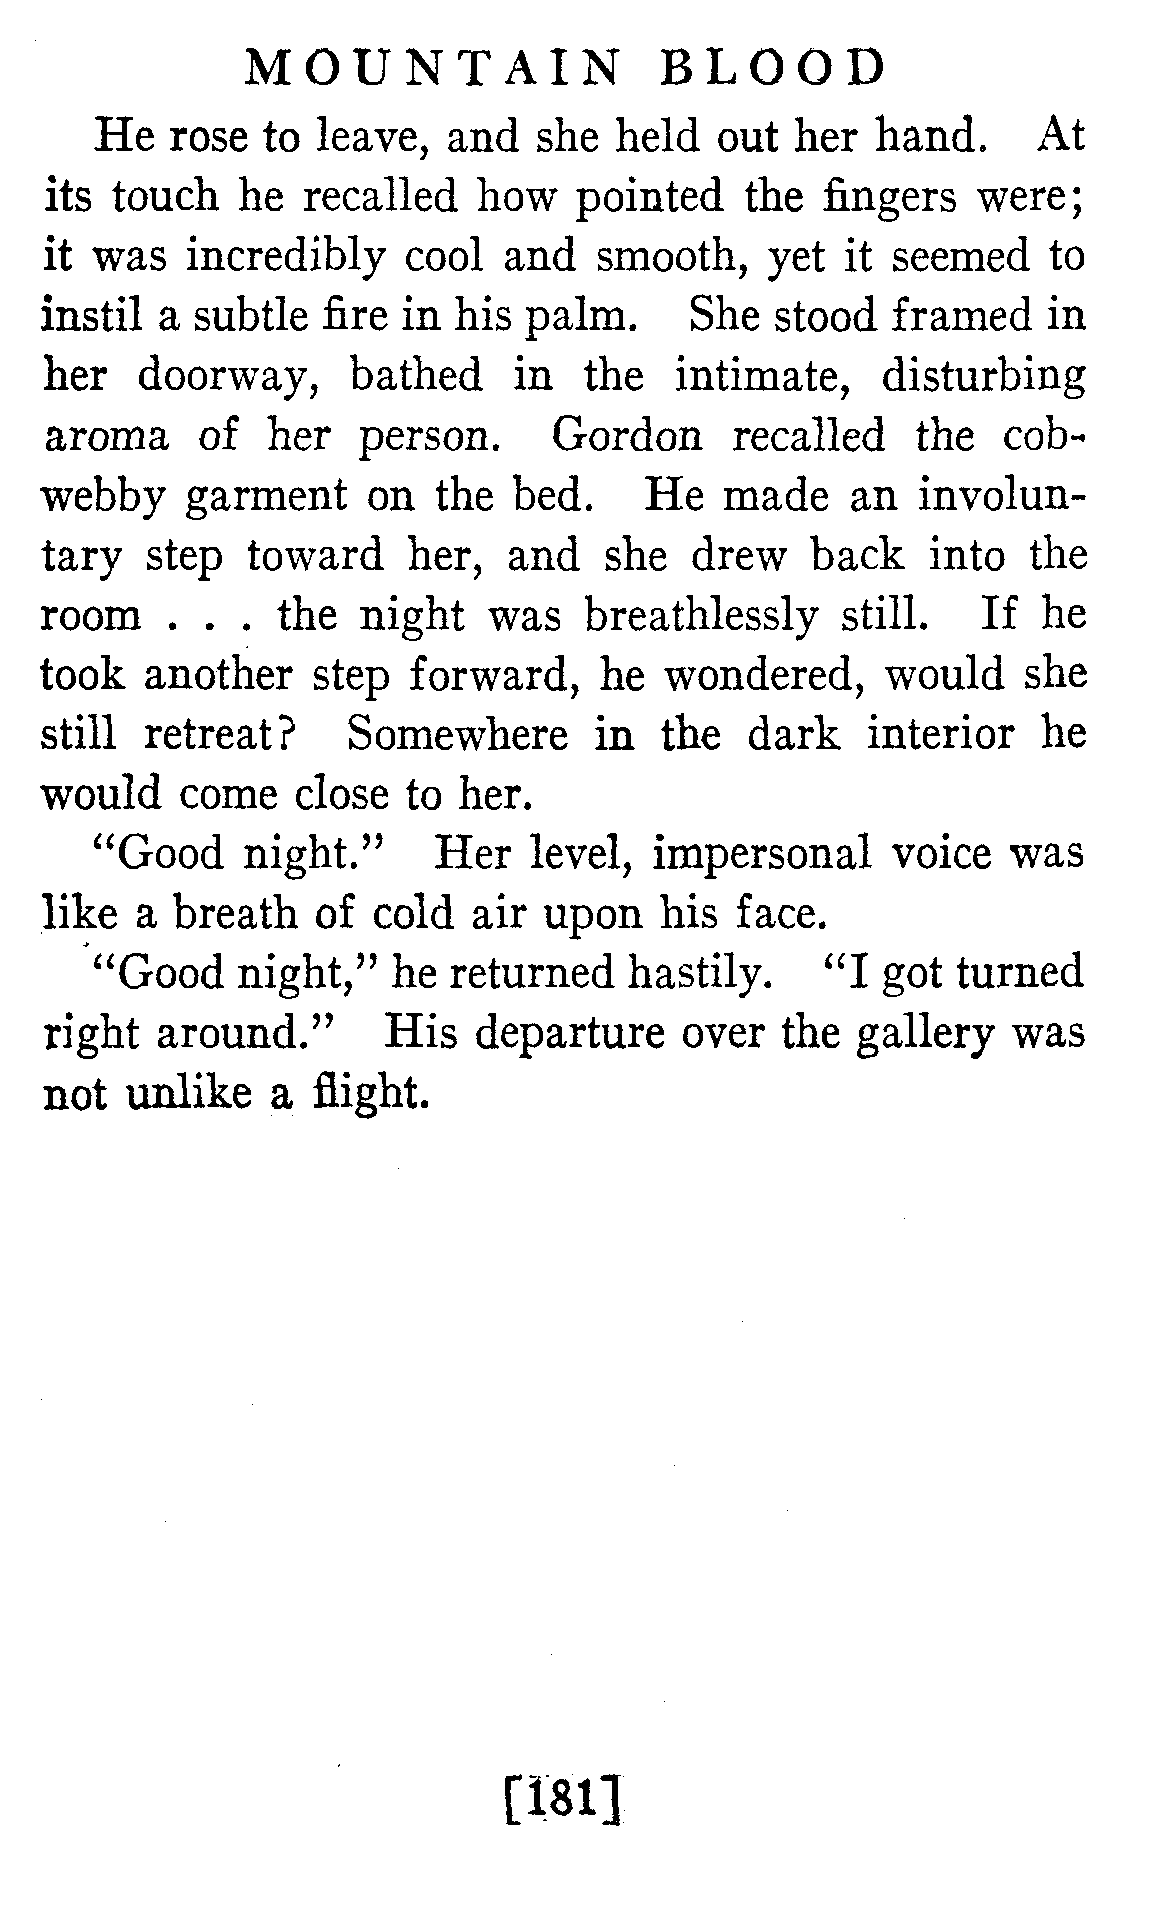 MOUNTAIN BLOOD
He rose to leave, and she held out her hand. At
its touch he recalled how pointed the fingers were;
it was incredibly cool and smooth, yet it seemed to
instil a subtle fire in his palm. She stood framed in
her doorway, bathed in the intimate, disturbing
aroma of her person. Gordon recalled the cob-
webby garment on the bed. He made an involun-
tary step toward her, and she drew back into the
room . . . the night was breathlessly still. If he
took another step forward, he wondered, would she
still retreat? Somewhere in the dark interior he
would come close to her.
“Good night.” Her level, impersonal voice was
like a breath of cold air upon his face.
“Good night,” he returned hastily. “I got turned
right around.” His departure over the gallery was
not unlike a flight.
[181]